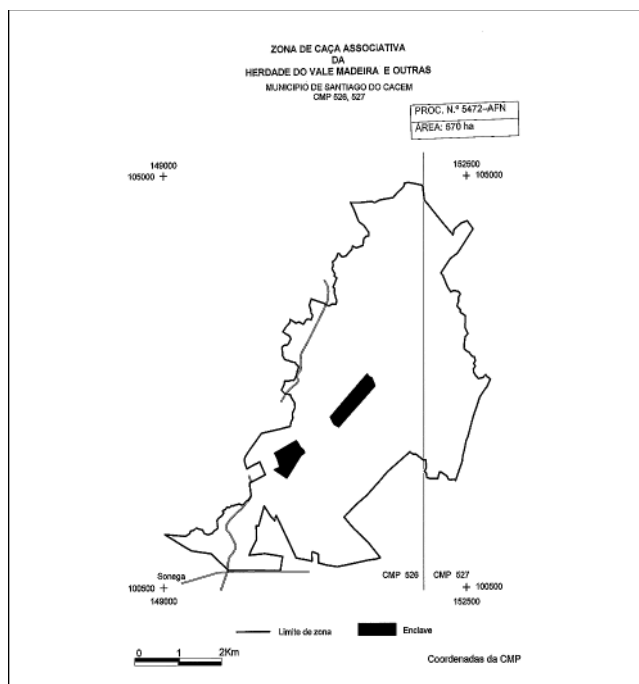 ZONA DE CAÇA ASSOCIATIVA
DA
HERDADE DO VALE MADEIRA E OUTRAS
MUNICIPIO DE SANTIAGO DO CACEM
CMP 526, 527
PROC. N.º 5472-AFN
ÁREA: 670 ha
149000
105000
152500
105000
CMP 526
CMP 527
Sonega
100500
149000
100500
152500
Limite de zona
Enclave
0 1 2Km
Coordenadas da CMP